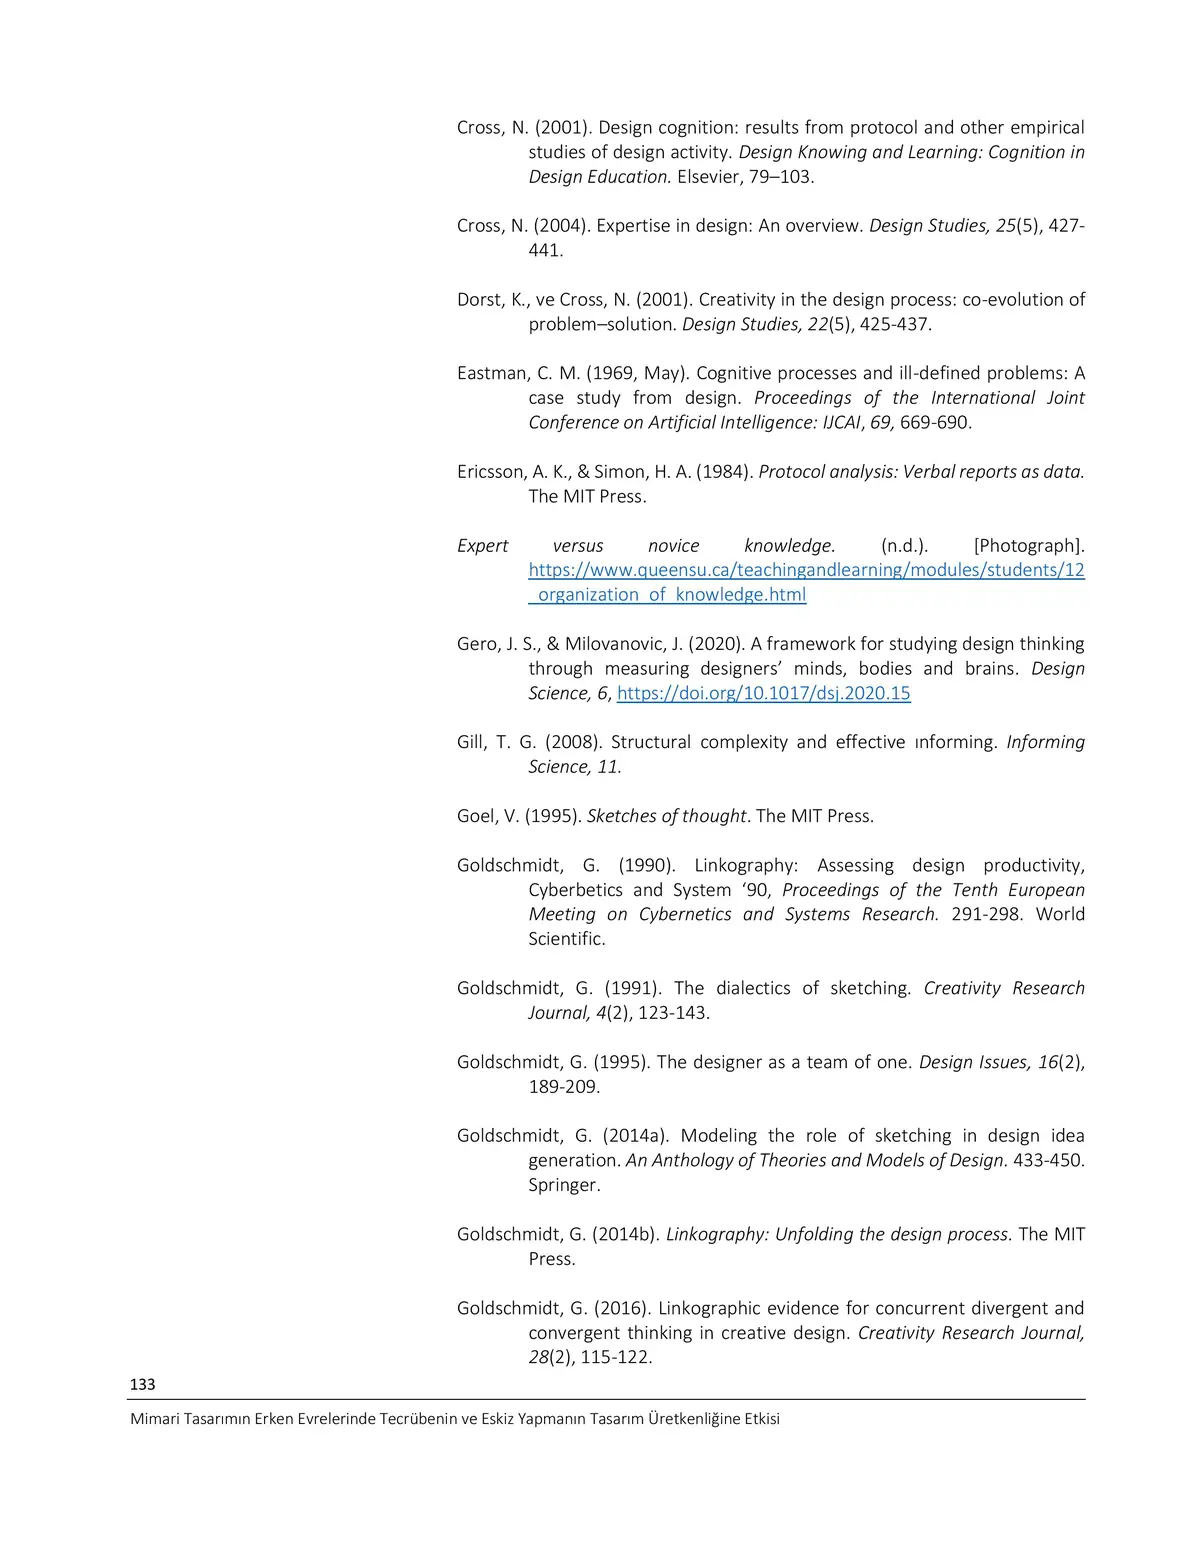 Cross, N. (2001). Design cognition: results from protocol and other empirical
studies of design activity. Design Knowing and Learning: Cognition in
Design Education. Elsevier, 79–103.
Cross, N. (2004). Expertise in design: An overview. Design Studies, 25(5), 427-
441.
Dorst, K., ve Cross, N. (2001). Creativity in the design process: co-evolution of
problem–solution. Design Studies, 22(5), 425-437.
Eastman, C. M. (1969, May). Cognitive processes and ill-defined problems: A
case study from design. Proceedings of the International Joint
Conference on Artificial Intelligence: IJCAI, 69, 669-690.
Ericsson, A. K., & Simon, H. A. (1984). Protocol analysis: Verbal reports as data.
The MIT Press.
Expert versus novice knowledge. (n.d.). [Photograph].
https://www.queensu.ca/teachingandlearning/modules/students/12
_organization_of_knowledge.html
Gero, J. S., & Milovanovic, J. (2020). A framework for studying design thinking
through measuring designers’ minds, bodies and brains. Design
Science, 6, https://doi.org/10.1017/dsj.2020.15
Gill, T. G. (2008). Structural complexity and effective ınforming. Informing
Science, 11.
Goel, V. (1995). Sketches of thought. The MIT Press.
Goldschmidt, G. (1990). Linkography: Assessing design productivity,
Cyberbetics and System ‘90, Proceedings of the Tenth European
Meeting on Cybernetics and Systems Research. 291-298. World
Scientific.
Goldschmidt, G. (1991). The dialectics of sketching. Creativity Research
Journal, 4(2), 123-143.
Goldschmidt, G. (1995). The designer as a team of one. Design Issues, 16(2),
189-209.
Goldschmidt, G. (2014a). Modeling the role of sketching in design idea
generation. An Anthology of Theories and Models of Design. 433-450.
Springer.
Goldschmidt, G. (2014b). Linkography: Unfolding the design process. The MIT
Press.
Goldschmidt, G. (2016). Linkographic evidence for concurrent divergent and
convergent thinking in creative design. Creativity Research Journal,
28(2), 115-122.
133
Mimari Tasarımın Erken Evrelerinde Tecrübenin ve Eskiz Yapmanın Tasarım Üretkenliğine Etkisi